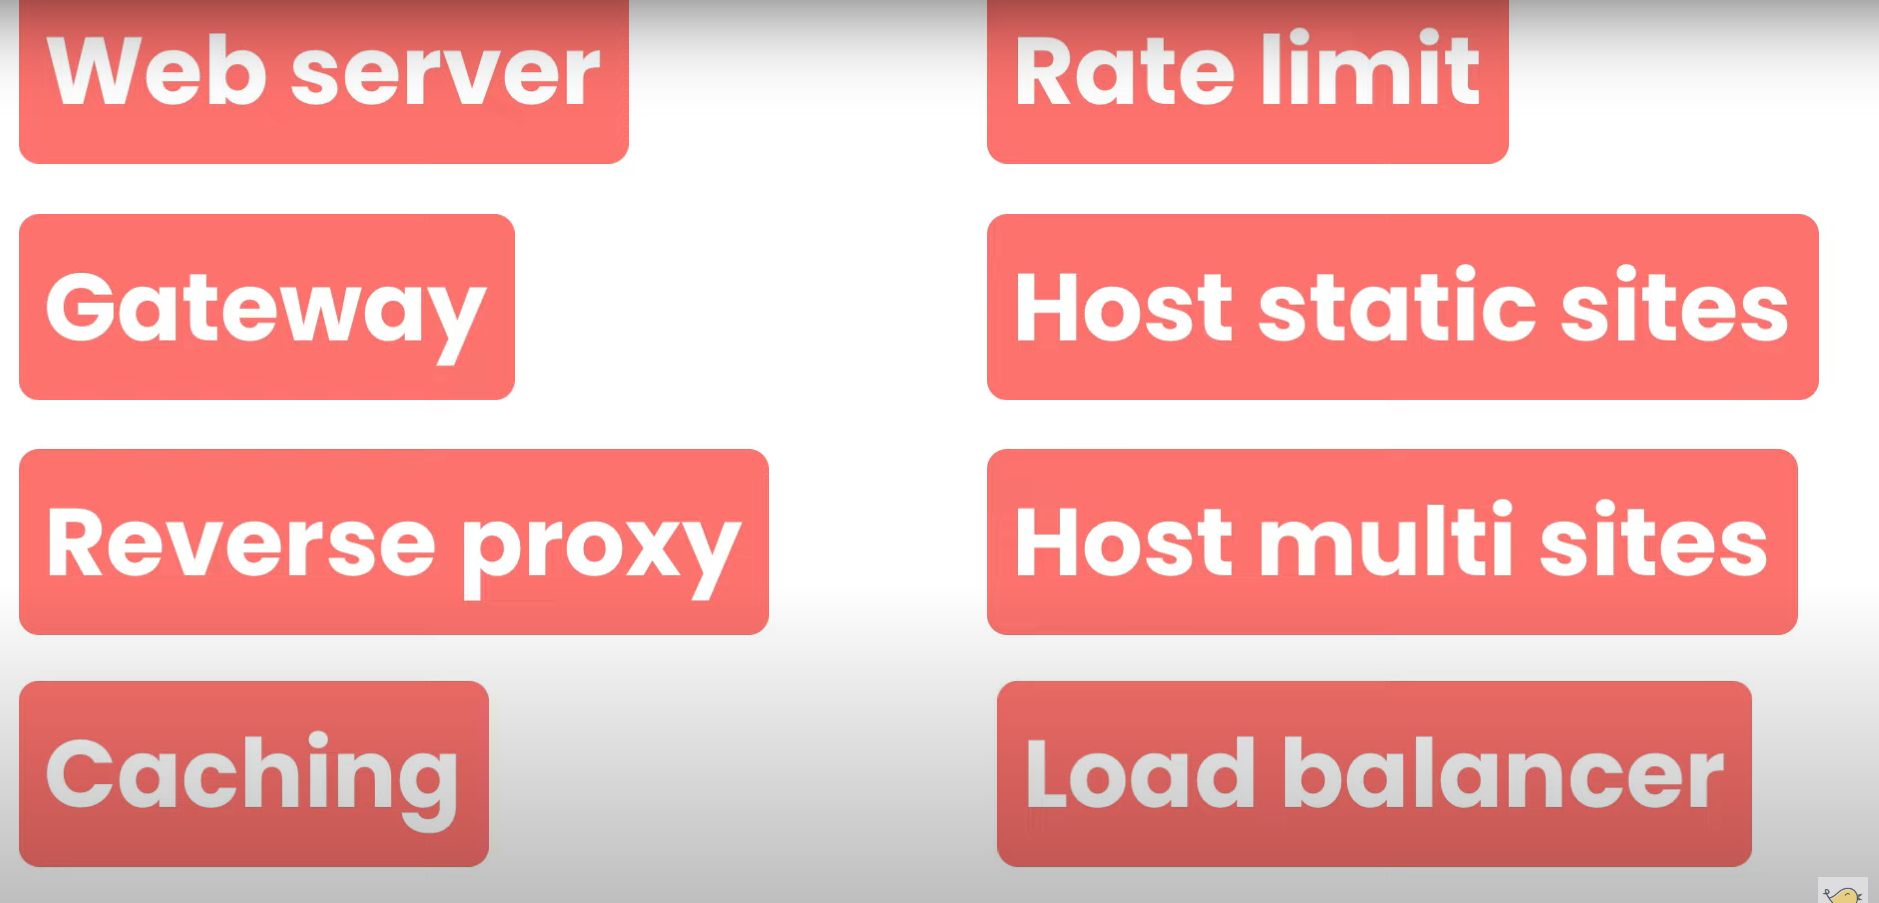 Web server
Rate limit
Gateway
Host static sites
Reverse proxy
Host multi sites
Caching
Load balancer